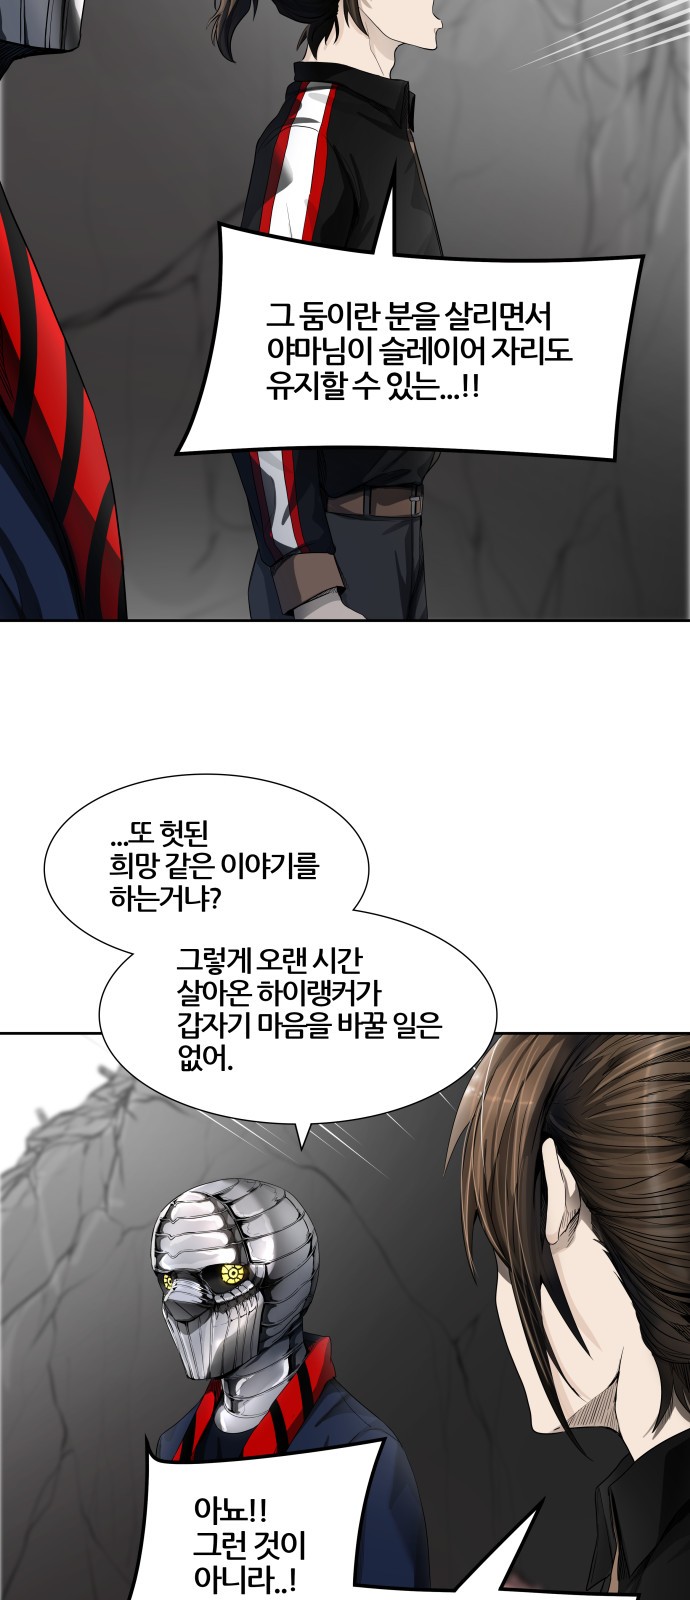 그 둠이란 분을 살리면서
야마님이 슬레이어 자리도
유지할 수 있는...!!
...또 헛된
희망 같은 이야기를
하는거냐?
그렇게 오랜 시간
살아온 하이랭커가
갑자기 마음을 바꿀 일은
없어.
아뇨!!
그런 것이
아니라..!